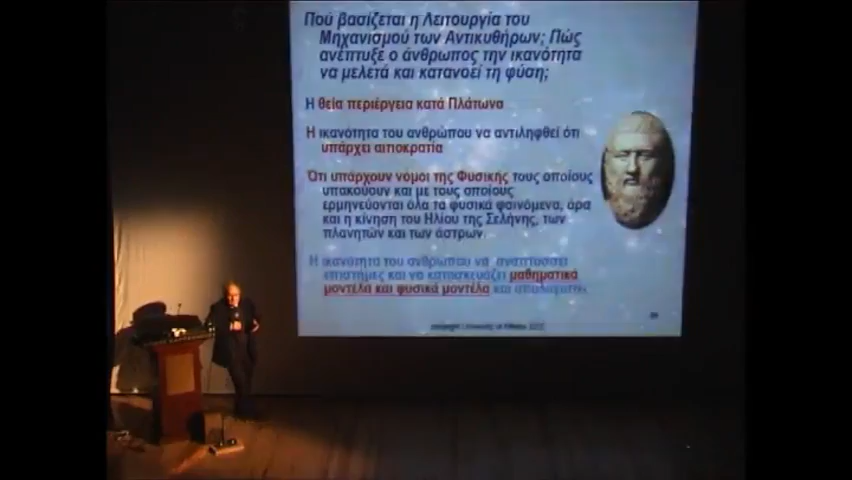 Πού βασίζεται η Λειτουργία του
Μηχανισμού των Αντικυθήρων; Πώς
ανέπτυξε ο άνθρωπος την ικανότητα
να μελετά και κατανοεί τη φύση;
Η θεία περιέργεια κατά Πλάτωνα
Η ικανότητα του ανθρώπου να αντιληφθεί ότι
υπάρχει αιτιοκρατία
Ότι υπάρχουν νόμοι της Φυσικής τους οποίους
υπακούουν και με τους οποίους
ερμηνεύονται όλα τα φυσικά φαινόμενα, άρα
και η κίνηση του Ηλίου της Σελήνης, των
πλανητών και των άστρων.
Η ικανότητα του ανθρώπου να αναπτύσσει
επιστήμες και να κατασκευάζει μαθηματικά
μοντέλα και φυσικά μοντέλα και